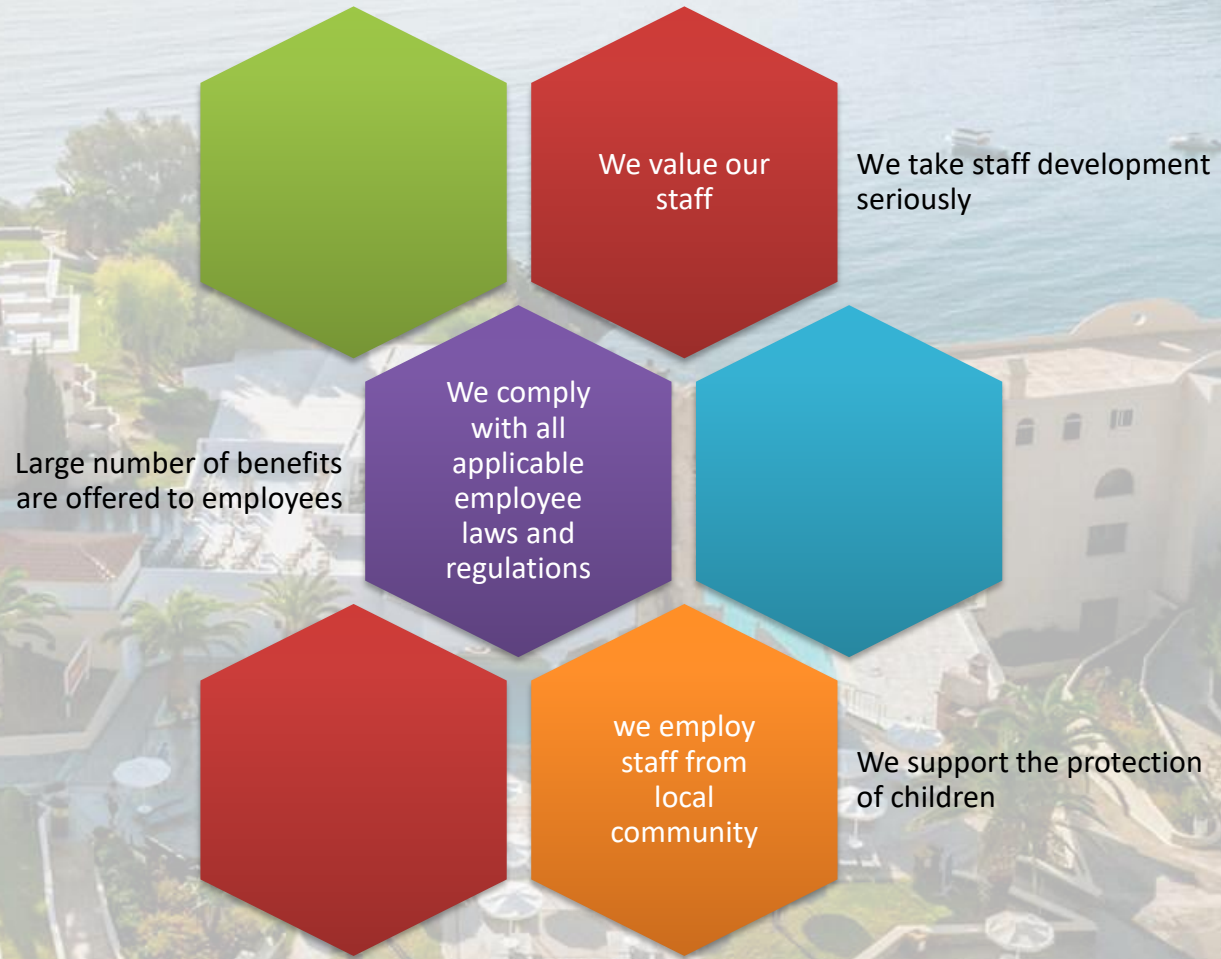 We value our
staff
We take staff development
seriously
Large number of benefits
are offered to employees
We comply
with all
applicable
employee
laws and
regulations
we employ
staff from
local
community
We support the protection
of children